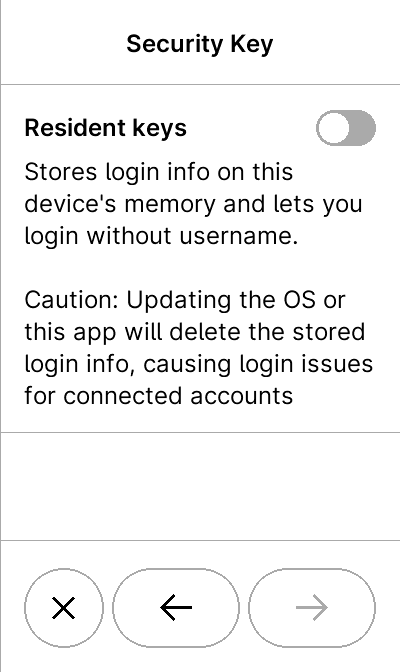 Security Key
Resident keys
Stores login info on this
device's memory and lets you
login without username.
Caution: Updating the OS or
this app will delete the stored
login info, causing login issues
for connected accounts